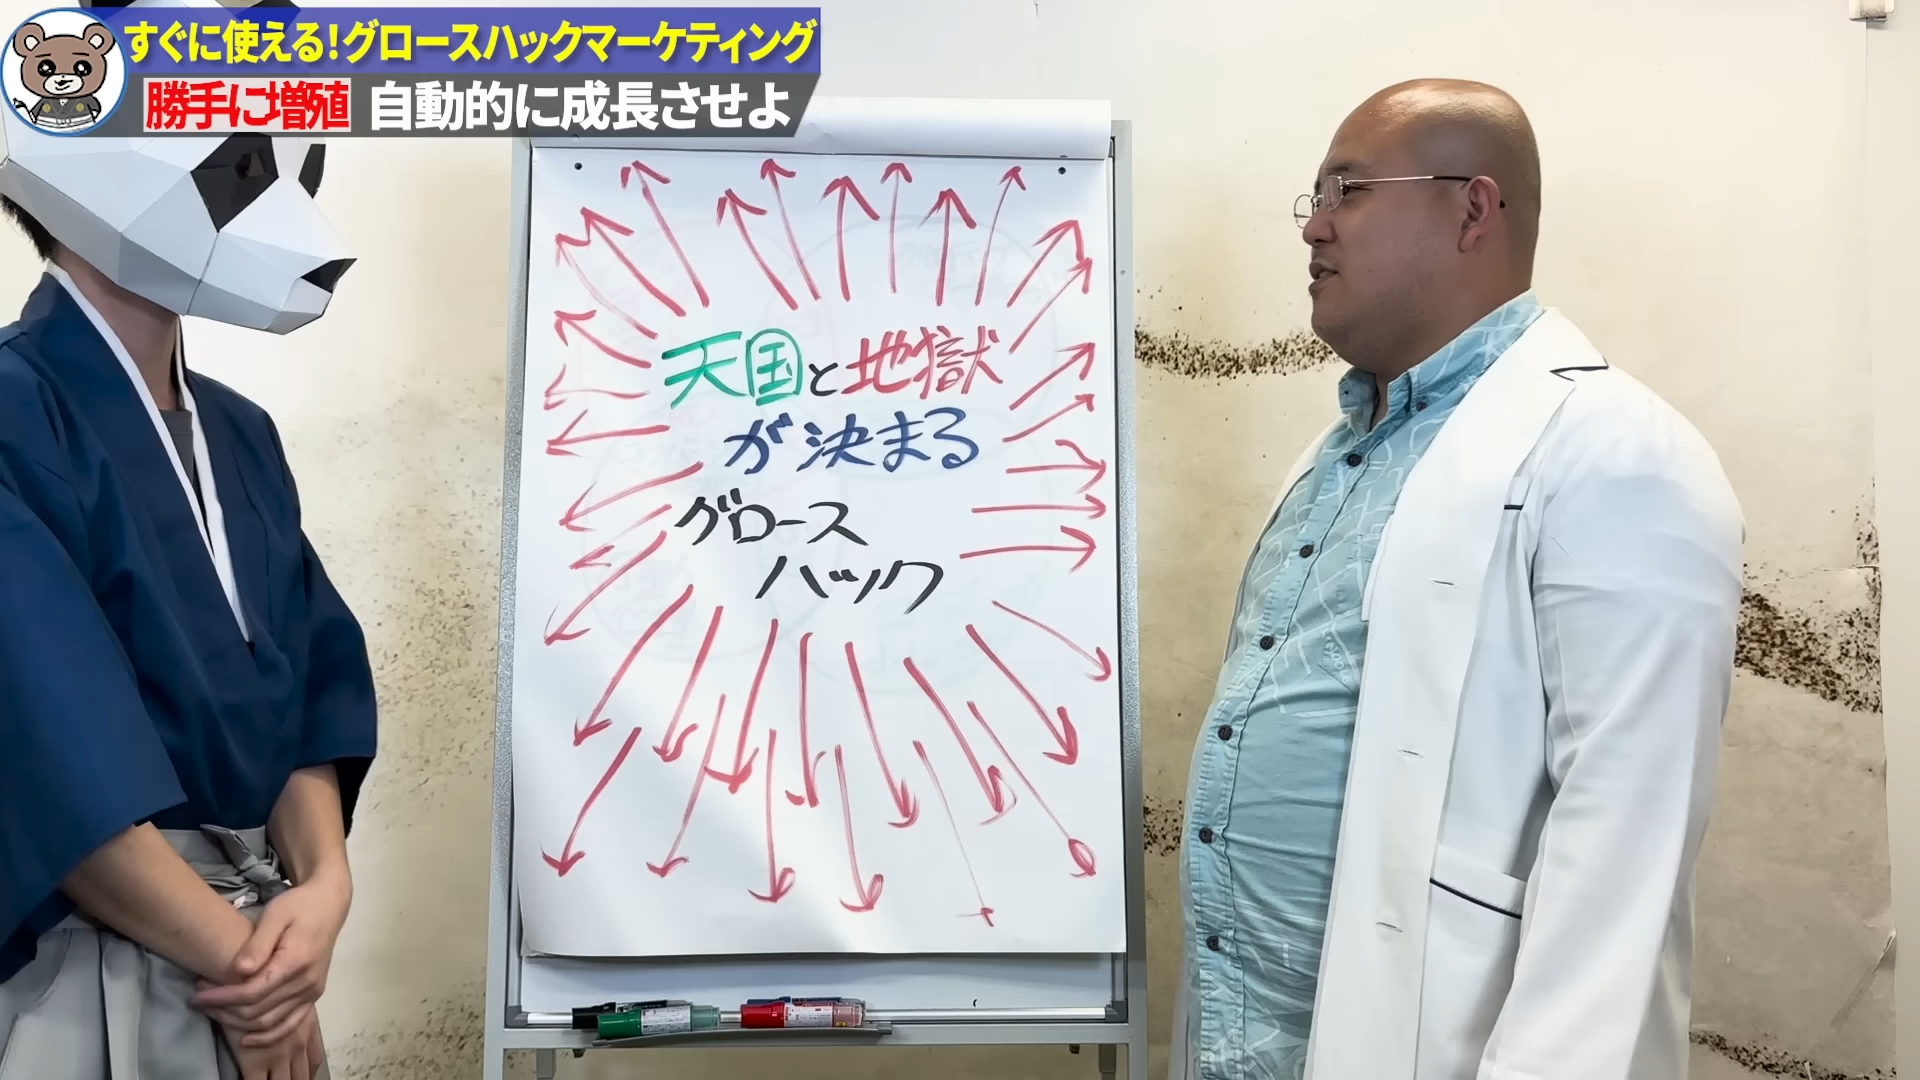 すぐに使える!グロースハックマーケティング
勝手に増殖 自動的に成長させよ
天国と地獄
が決まる
グロース
ハック